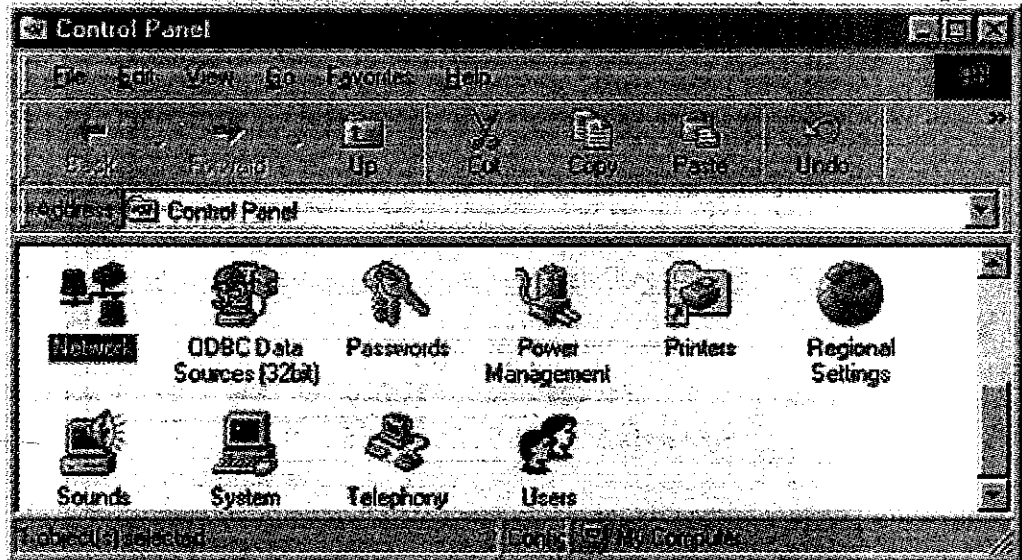 Control Panel
File Edit View Go Favorites Help
Back Forward Up Cut Copy Paste Undo
Address Control Panel
Network ODBC Data Sources (32bit) Passwords Power Management Printers Regional Settings
Sounds System Telephony Users
1 object(s) selected My Computer